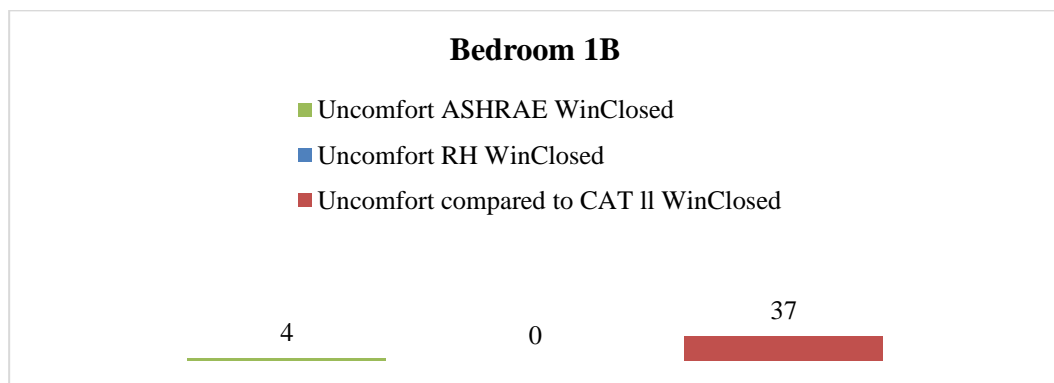 Bedroom 1B
Uncomfort ASHRAE WinClosed
Uncomfort RH WinClosed
Uncomfort compared to CAT ll WinClosed
4
0
37